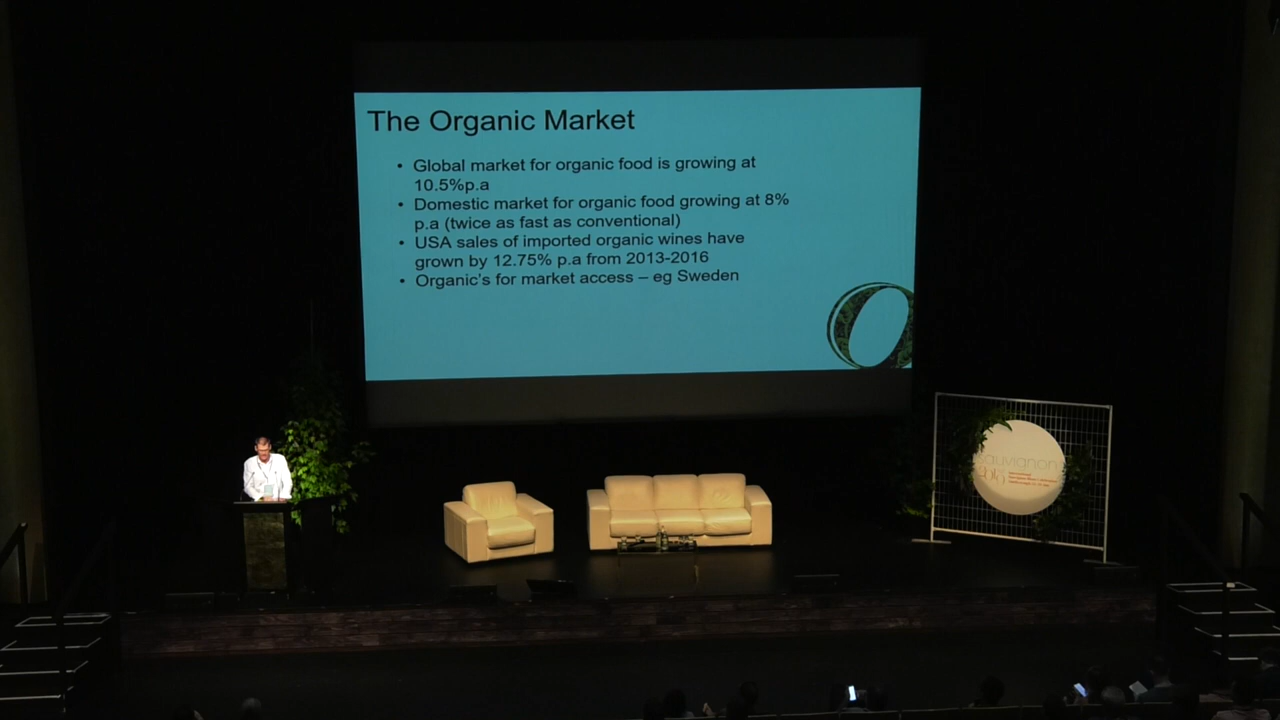 The Organic Market
• Global market for organic food is growing at
10.5%p.a
• Domestic market for organic food growing at 8%
p.a (twice as fast as conventional)
• USA sales of imported organic wines have
grown by 12.75% p.a from 2013-2016
• Organic's for market access – eg Sweden
sauvignon